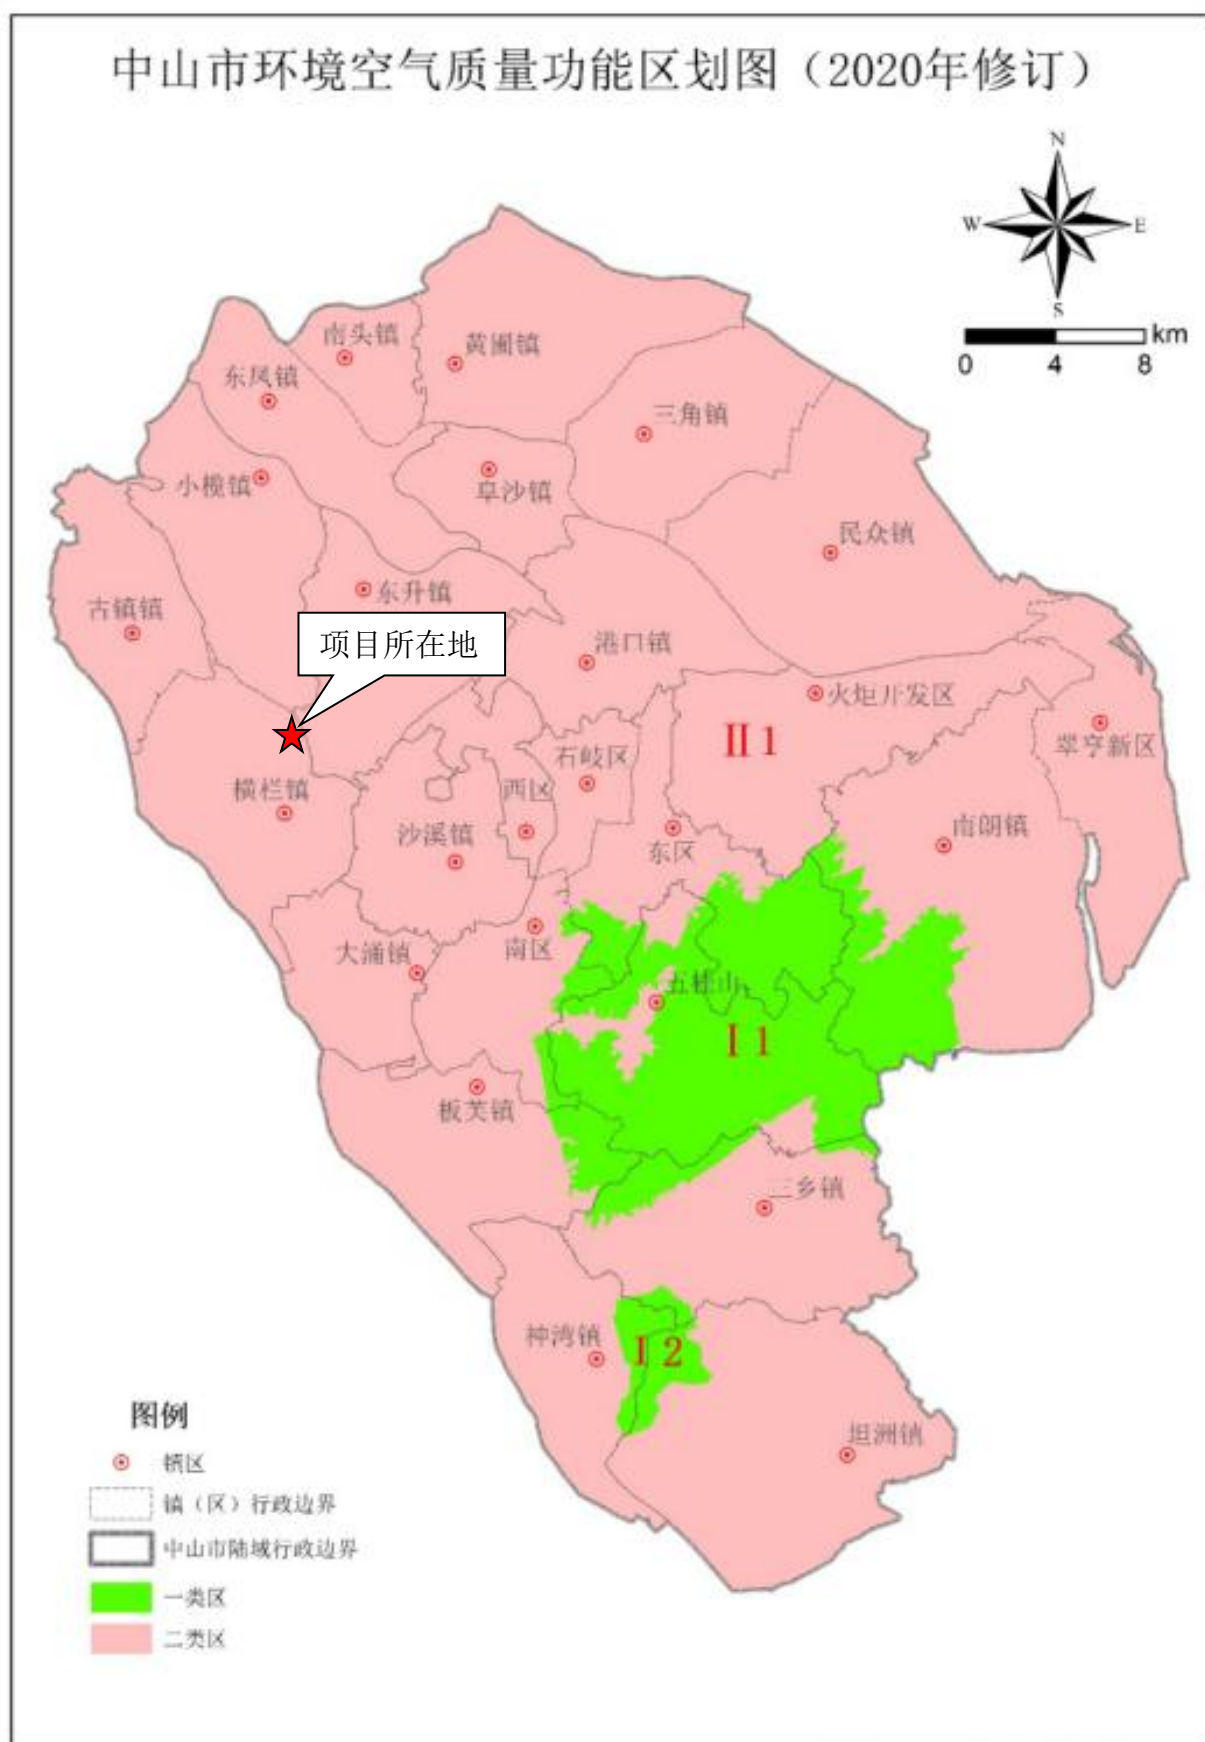 中山市环境空气质量功能区划图（2020年修订）
N
W
E
S
km
0 4 8
南头镇
黄圃镇
东凤镇
三角镇
小榄镇
阜沙镇
民众镇
东升镇
古镇镇
项目所在地
港口镇
火炬开发区
II 1
翠亨新区
石岐区
横栏镇
西区
沙溪镇
东区
南朗镇
大涌镇
南区
五桂山
I 1
板芙镇
三乡镇
神湾镇
I 2
坦洲镇
图例
镇区
镇（区）行政边界
中山市陆域行政边界
一类区
二类区